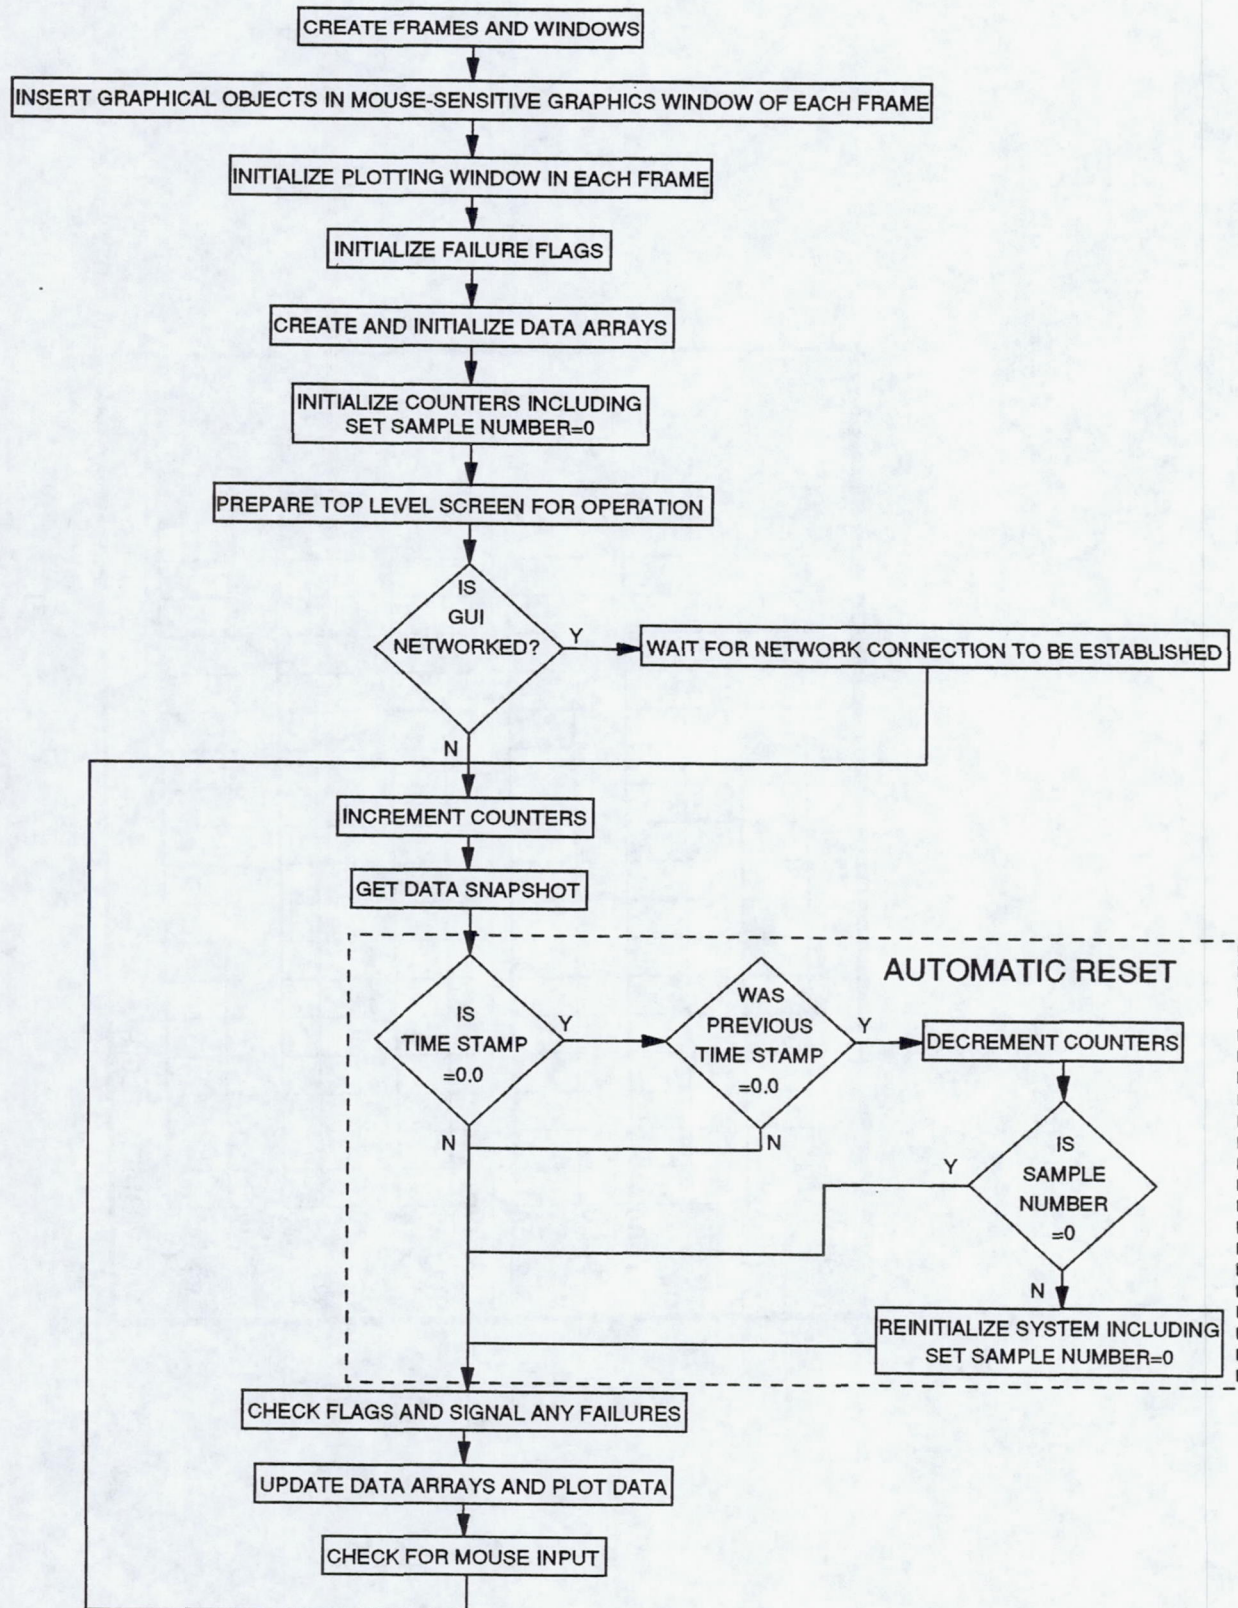 CREATE FRAMES AND WINDOWS
INSERT GRAPHICAL OBJECTS IN MOUSE-SENSITIVE GRAPHICS WINDOW OF EACH FRAME
INITIALIZE PLOTTING WINDOW IN EACH FRAME
INITIALIZE FAILURE FLAGS
CREATE AND INITIALIZE DATA ARRAYS
INITIALIZE COUNTERS INCLUDING
SET SAMPLE NUMBER=0
PREPARE TOP LEVEL SCREEN FOR OPERATION
IS
GUI
NETWORKED?
Y
WAIT FOR NETWORK CONNECTION TO BE ESTABLISHED
N
INCREMENT COUNTERS
GET DATA SNAPSHOT
AUTOMATIC RESET
IS
TIME STAMP
=0.0
Y
WAS
PREVIOUS
TIME STAMP
=0.0
Y
DECREMENT COUNTERS
N
N
IS
SAMPLE
NUMBER
=0
Y
N
REINITIALIZE SYSTEM INCLUDING
SET SAMPLE NUMBER=0
CHECK FLAGS AND SIGNAL ANY FAILURES
UPDATE DATA ARRAYS AND PLOT DATA
CHECK FOR MOUSE INPUT